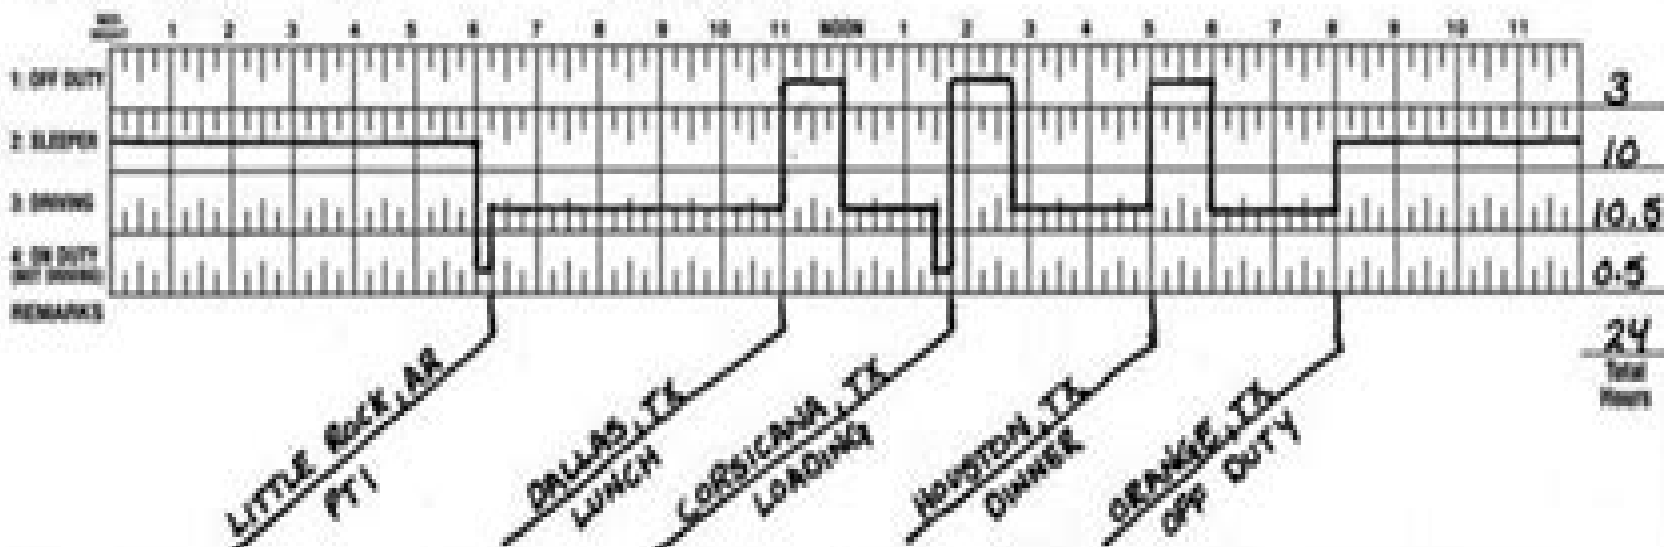 MID-NIGHT 1 2 3 4 5 6 7 8 9 10 11 NOON 1 2 3 4 5 6 7 8 9 10 11
1: OFF DUTY 3
2: SLEEPER 10
3: DRIVING 10.5
4: ON DUTY (NOT DRIVING) 0.5
REMARKS
24
Total Hours
LITTLE ROCK, AR
PTI
DALLAS, TX
LUNCH
CORSICANA, TX
LOADING
HOUSTON, TX
DINNER
ORANGE, TX
OFF DUTY